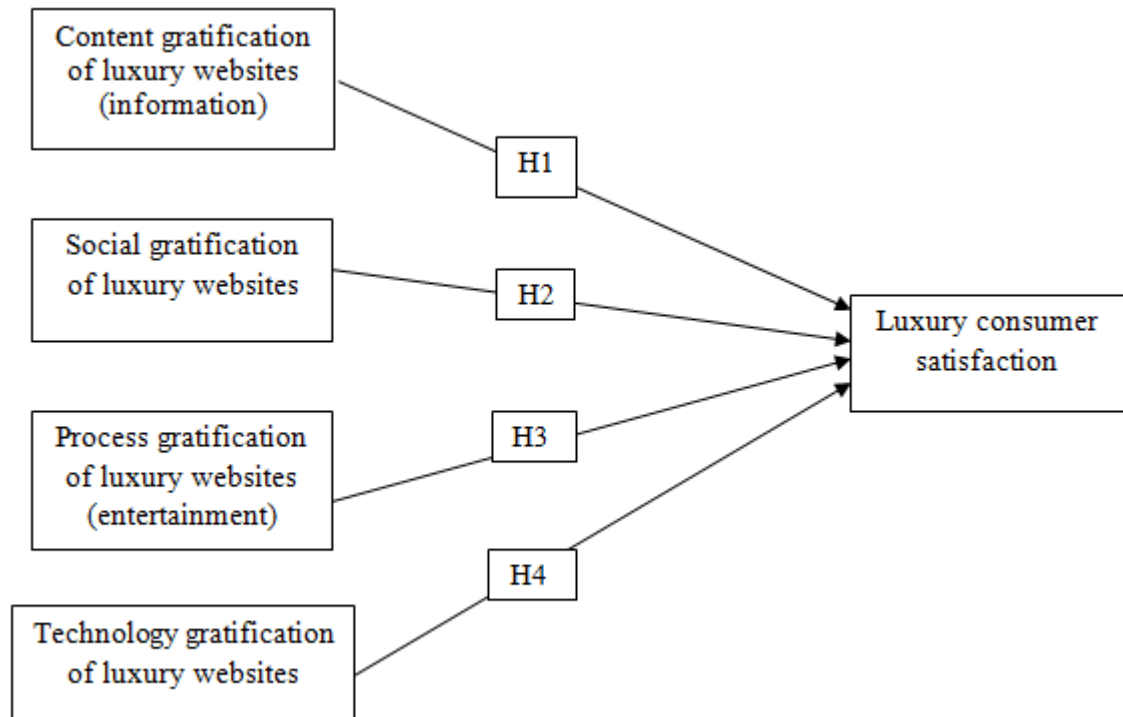 Content gratification
of luxury websites
(information)
H1
Social gratification
of luxury websites
H2
Luxury consumer
satisfaction
Process gratification
of luxury websites
(entertainment)
H3
H4
Technology gratification
of luxury websites